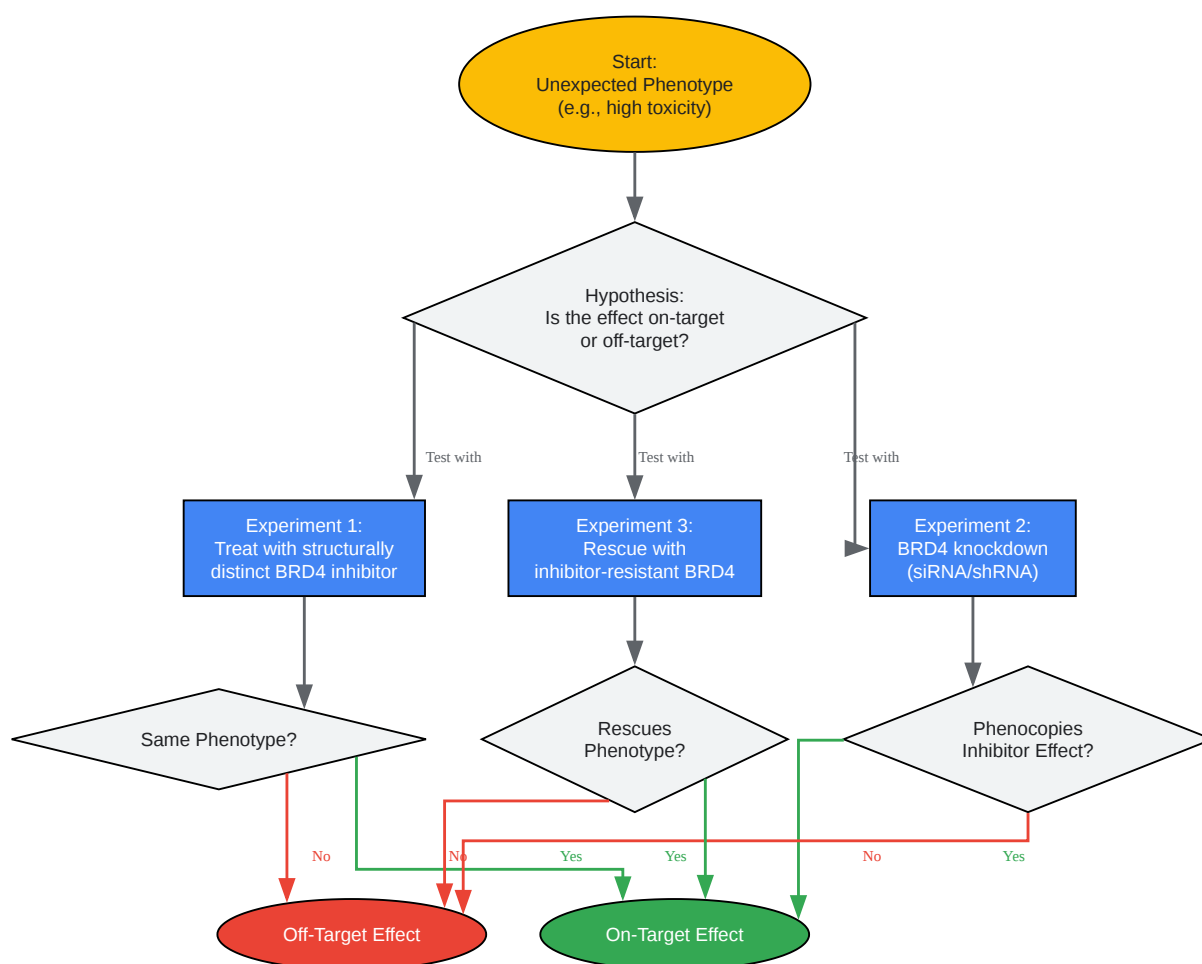 Start:
Unexpected Phenotype
(e.g., high toxicity)
Hypothesis:
Is the effect on-target
or off-target?
Test with
Test with
Test with
Experiment 1:
Treat with structurally
distinct BRD4 inhibitor
Experiment 3:
Rescue with
inhibitor-resistant BRD4
Experiment 2:
BRD4 knockdown
(siRNA/shRNA)
Same Phenotype?
Rescues
Phenotype?
Phenocopies
Inhibitor Effect?
No
No
Yes
Yes
No
Yes
Off-Target Effect
On-Target Effect